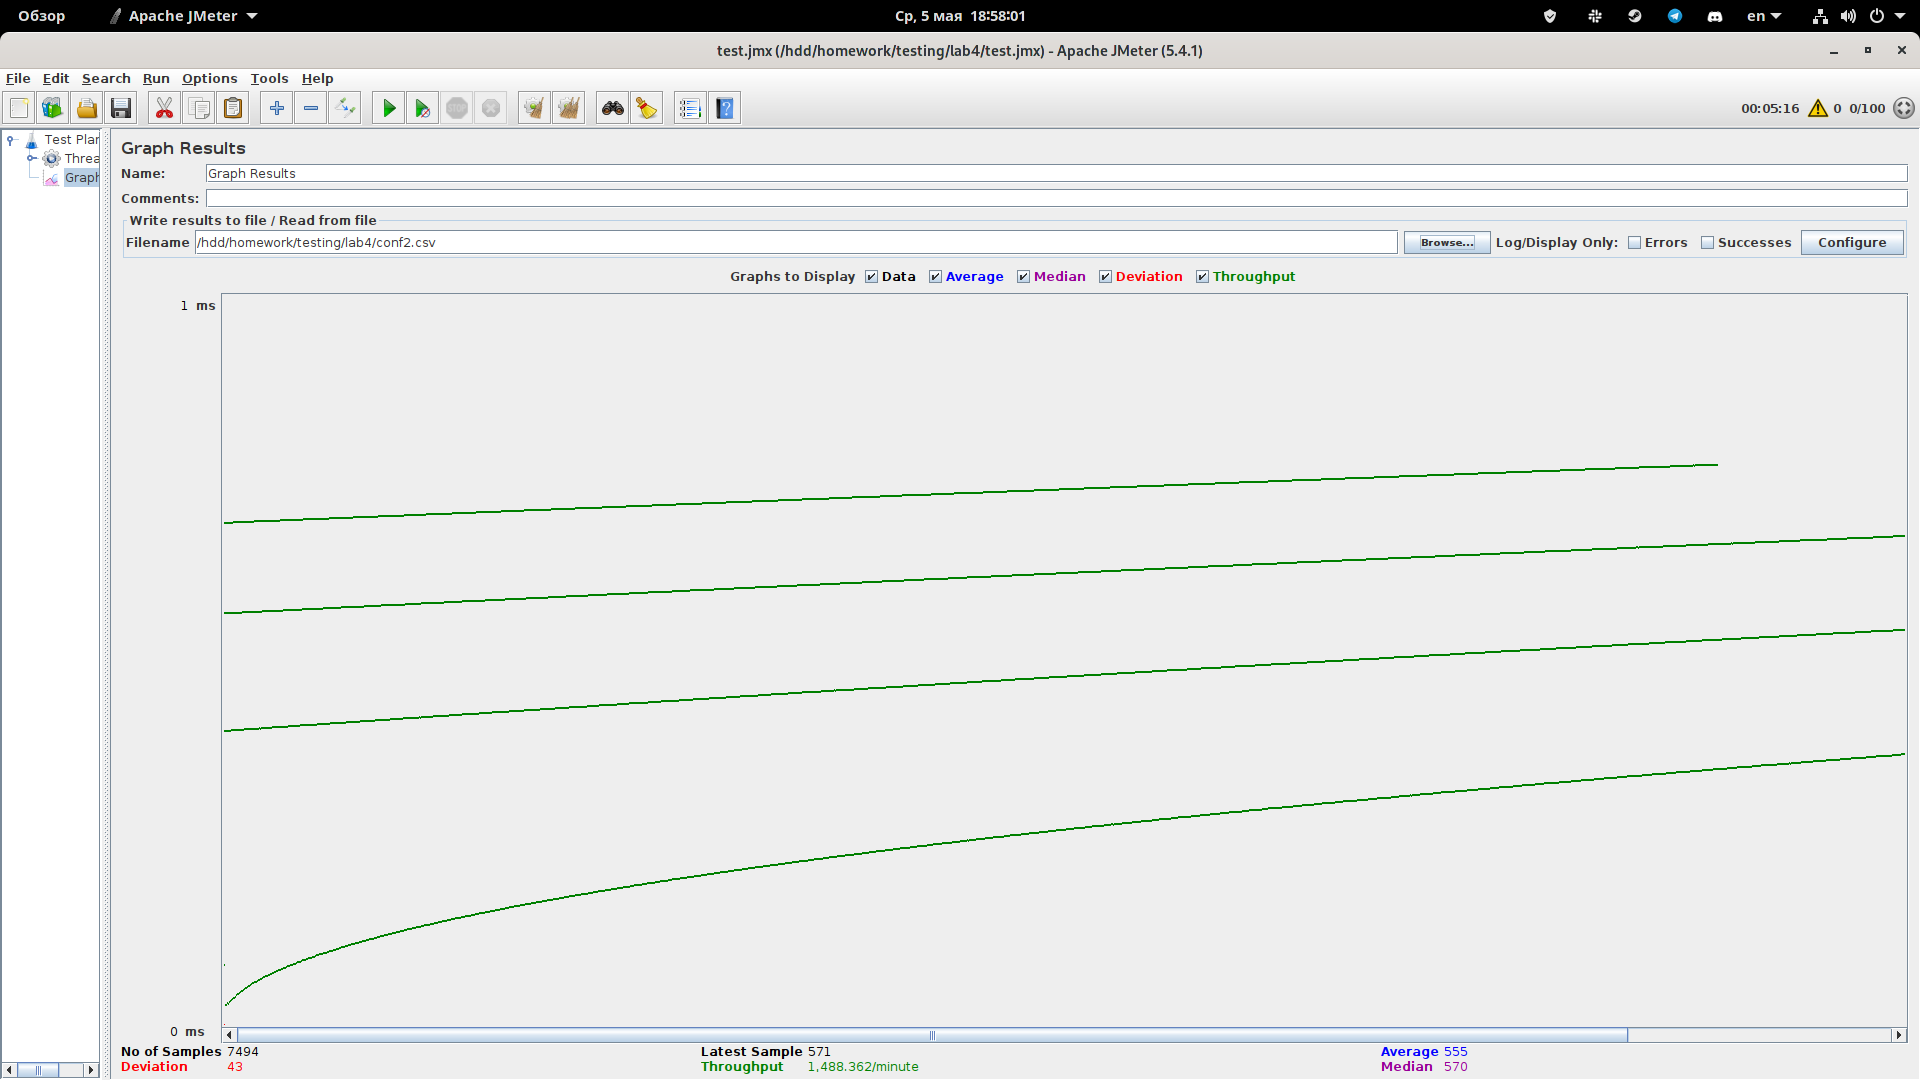 Обзор Apache JMeter Ср, 5 мая 18:58:01 en
test.jmx (/hdd/homework/testing/lab4/test.jmx) - Apache JMeter (5.4.1)
File Edit Search Run Options Tools Help
00:05:16 0 0/100
Test Plan
Threa
Graph
Graph Results
Name: Graph Results
Comments:
Write results to file / Read from file
Filename /hdd/homework/testing/lab4/conf2.csv Browse... Log/Display Only: Errors Successes Configure
Graphs to Display Data Average Median Deviation Throughput
1 ms
0 ms
No of Samples 7494 Latest Sample 571 Average 555
Deviation 43 Throughput 1,488.362/minute Median 570